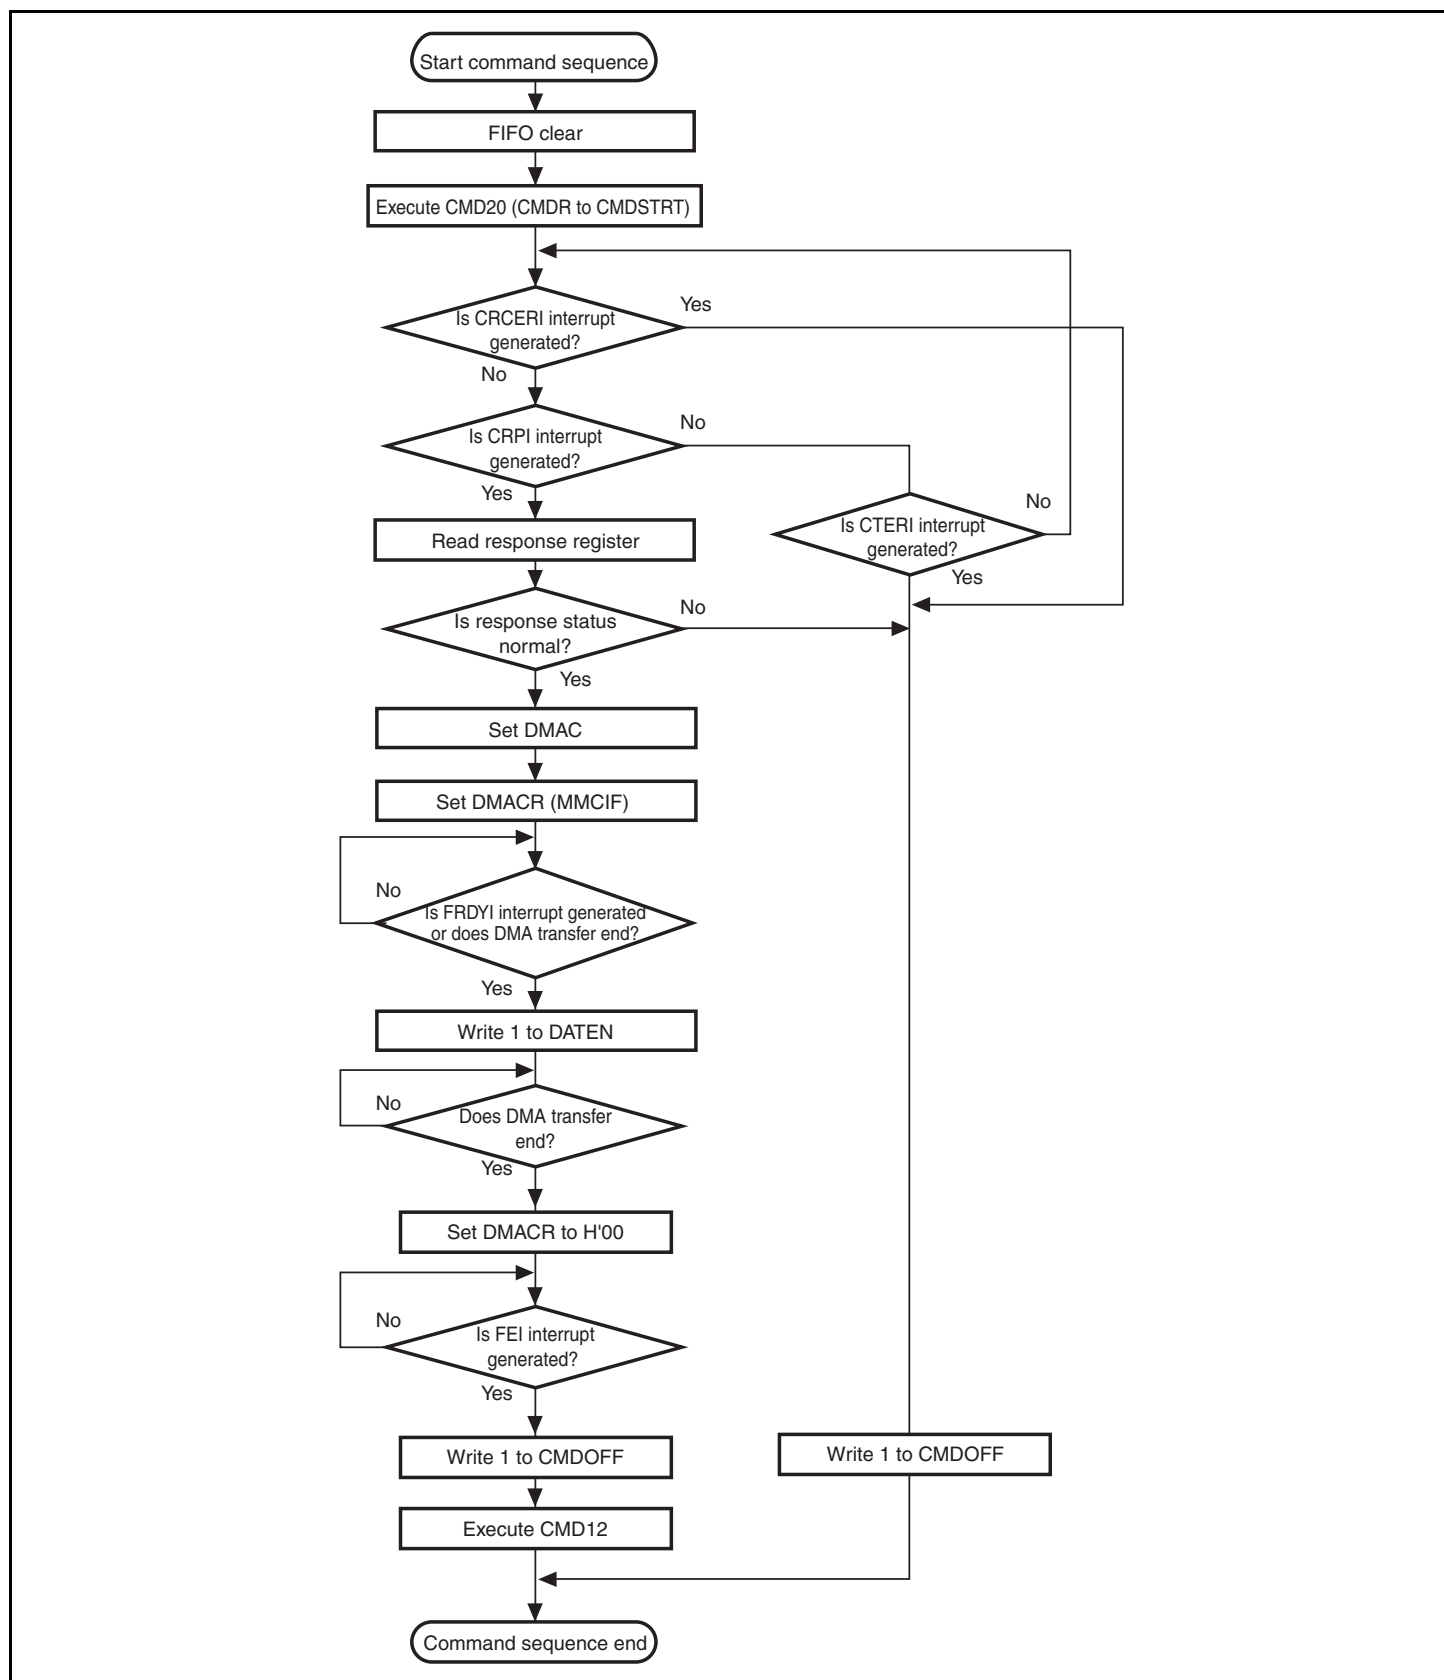 Start command sequence
FIFO clear
Execute CMD20 (CMDR to CMDSTRT)
Is CRCERI interrupt
generated?
Yes
No
Is CRPI interrupt
generated?
No
Yes
Is CTERI interrupt
generated?
No
Yes
Read response register
Is response status
normal?
No
Yes
Set DMAC
Set DMACR (MMCIF)
No
Is FRDYI interrupt generated
or does DMA transfer end?
Yes
Write 1 to DATEN
No
Does DMA transfer
end?
Yes
Set DMACR to H'00
No
Is FEI interrupt
generated?
Yes
Write 1 to CMDOFF
Write 1 to CMDOFF
Execute CMD12
Command sequence end